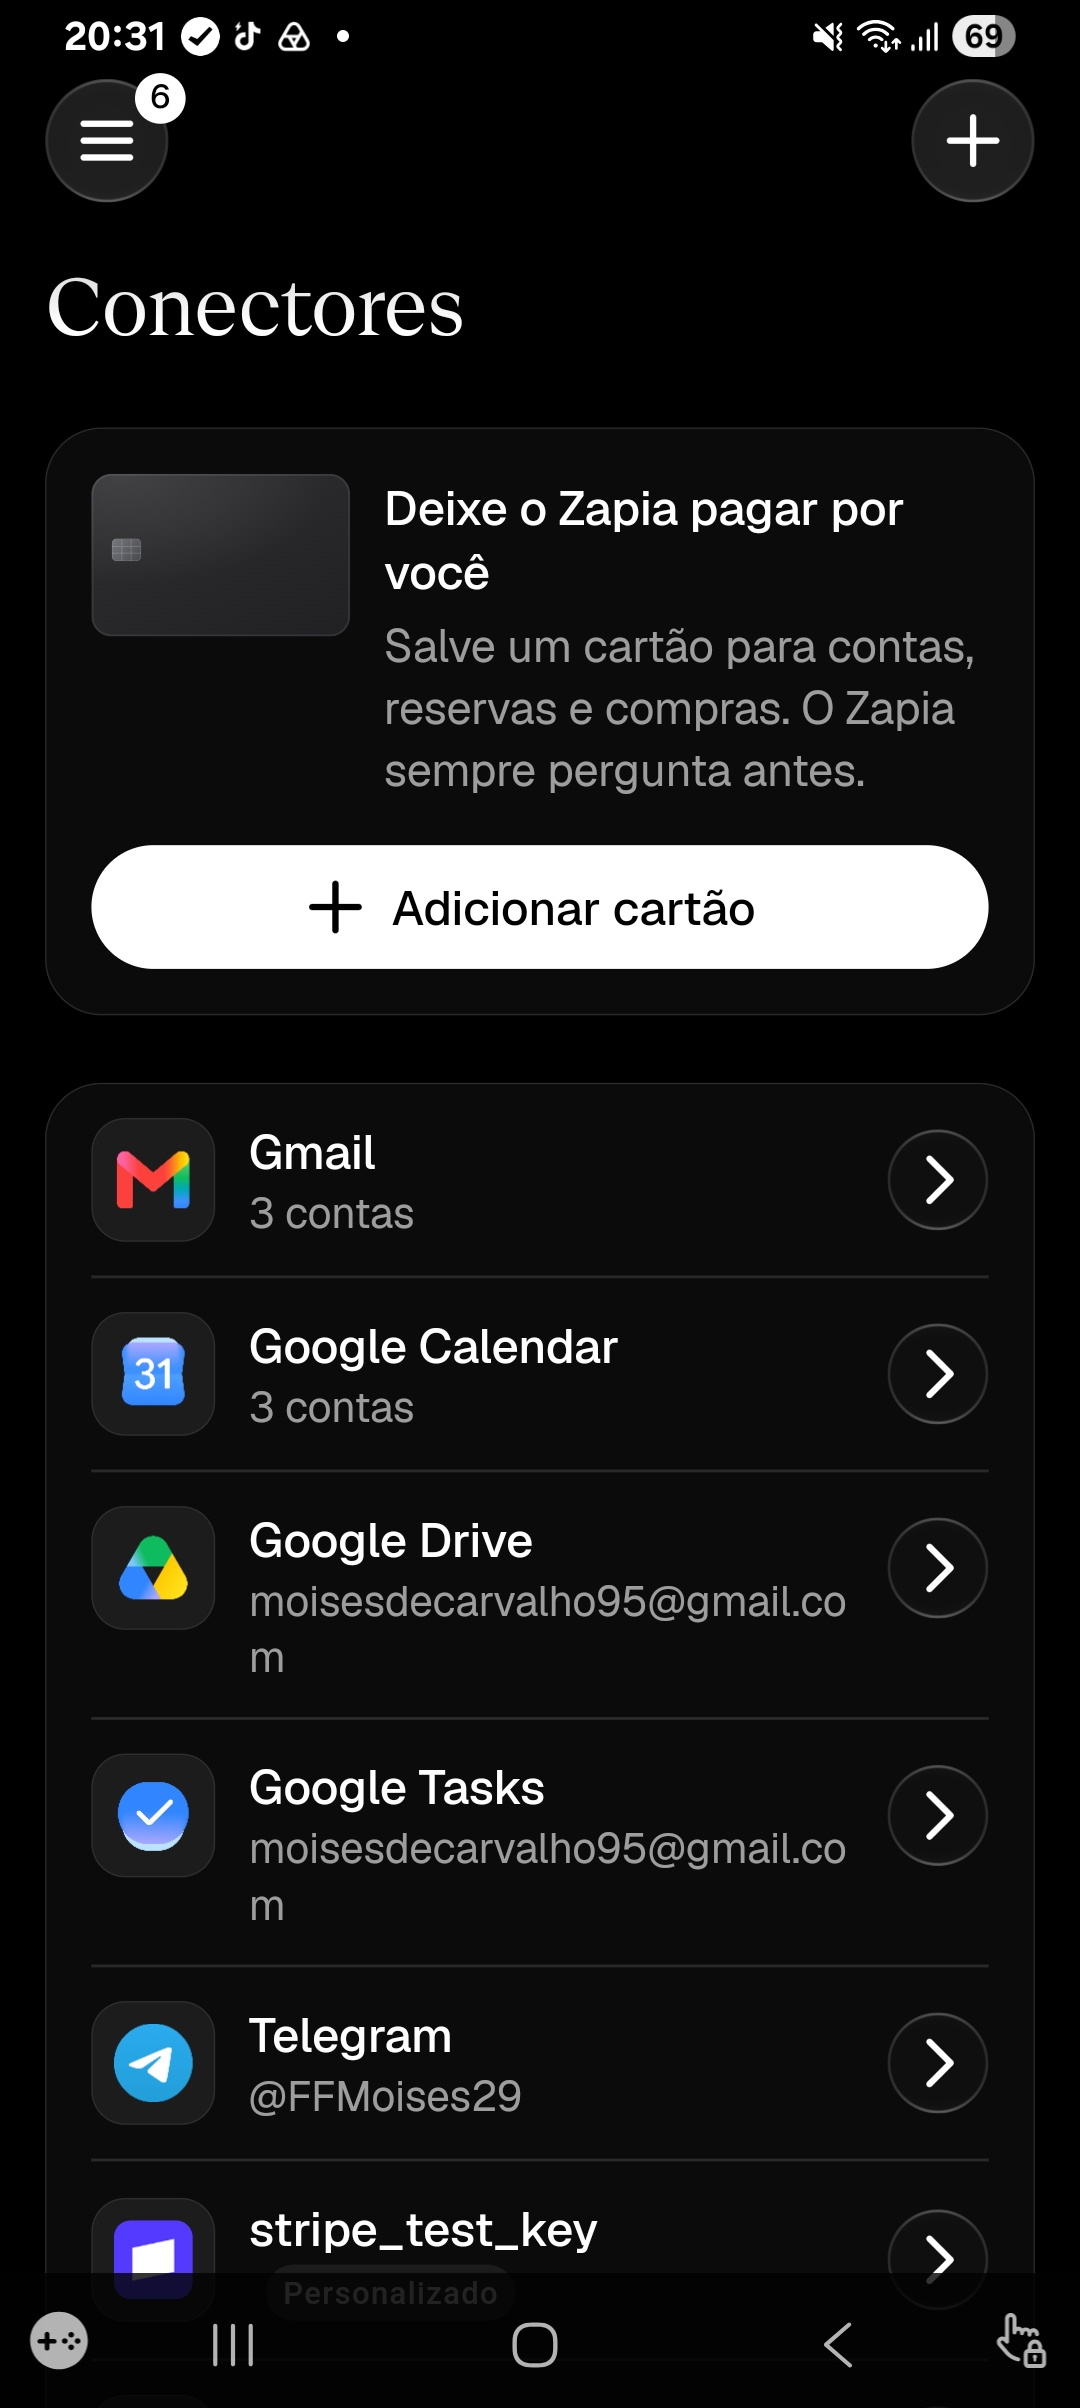 20:31
69
6
Conectores
Deixe o Zapia pagar por
você
Salve um cartão para contas,
reservas e compras. O Zapia
sempre pergunta antes.
Adicionar cartão
Gmail
3 contas
31
Google Calendar
3 contas
Google Drive
moisesdecarvalho95@gmail.co
m
Google Tasks
moisesdecarvalho95@gmail.co
m
Telegram
@FFMoises29
stripe_test_key
Personalizado